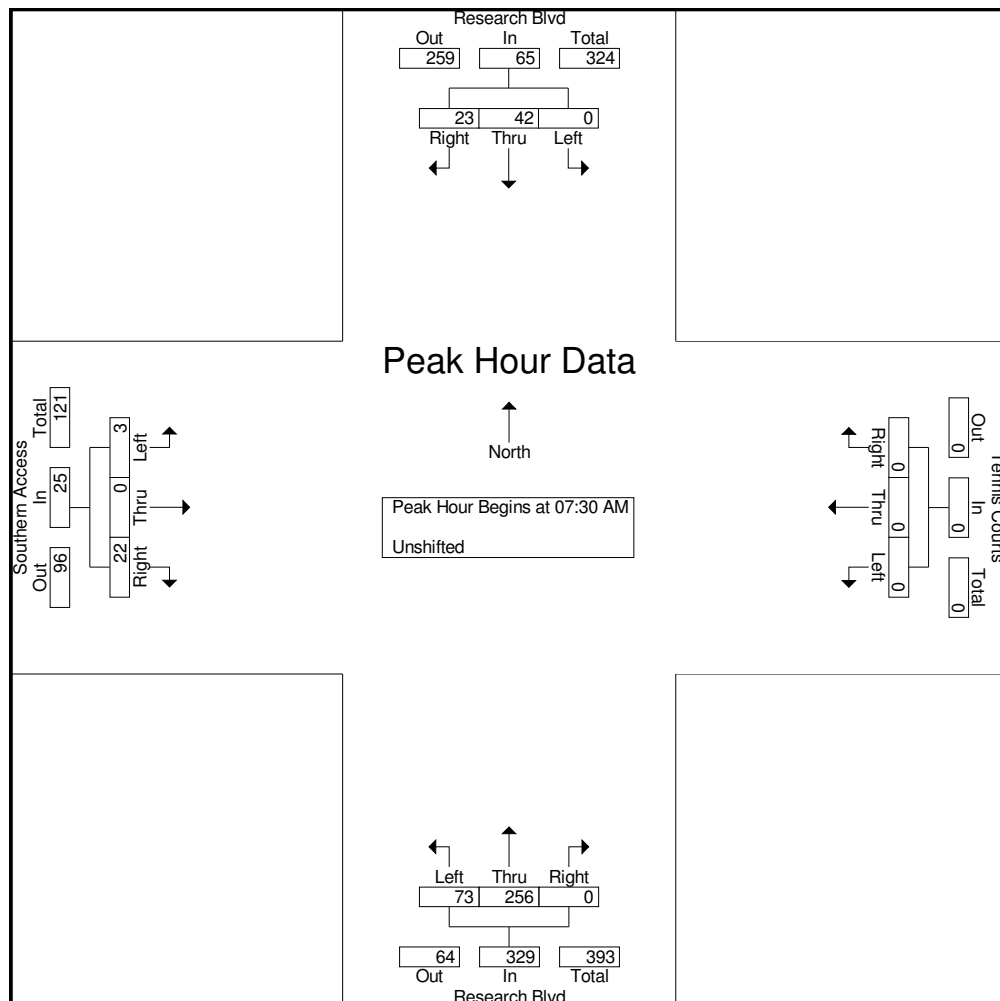 Research Blvd
Out In Total
259 65 324
23 42 0
Right Thru Left
Peak Hour Data
North
Peak Hour Begins at 07:30 AM
Unshifted
Southern Access
Out In Total
96 25 121
22 0 3
Right Thru Left
Tennis Courts
Out In Total
0 0 0
0 0 0
Right Thru Left
Left Thru Right
73 256 0
64 329 393
Out In Total
Research Blvd